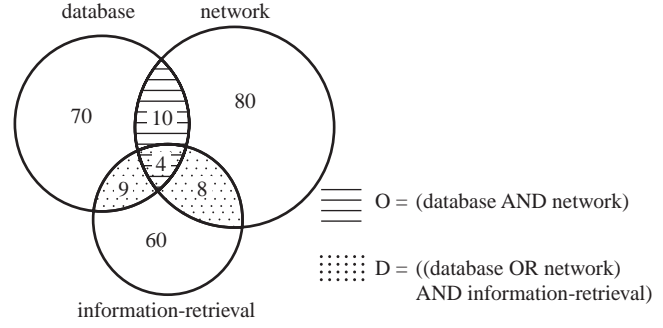 database network
70
10
80
4
9
8
60
information-retrieval
O = (database AND network)
D = ((database OR network)
AND information-retrieval)